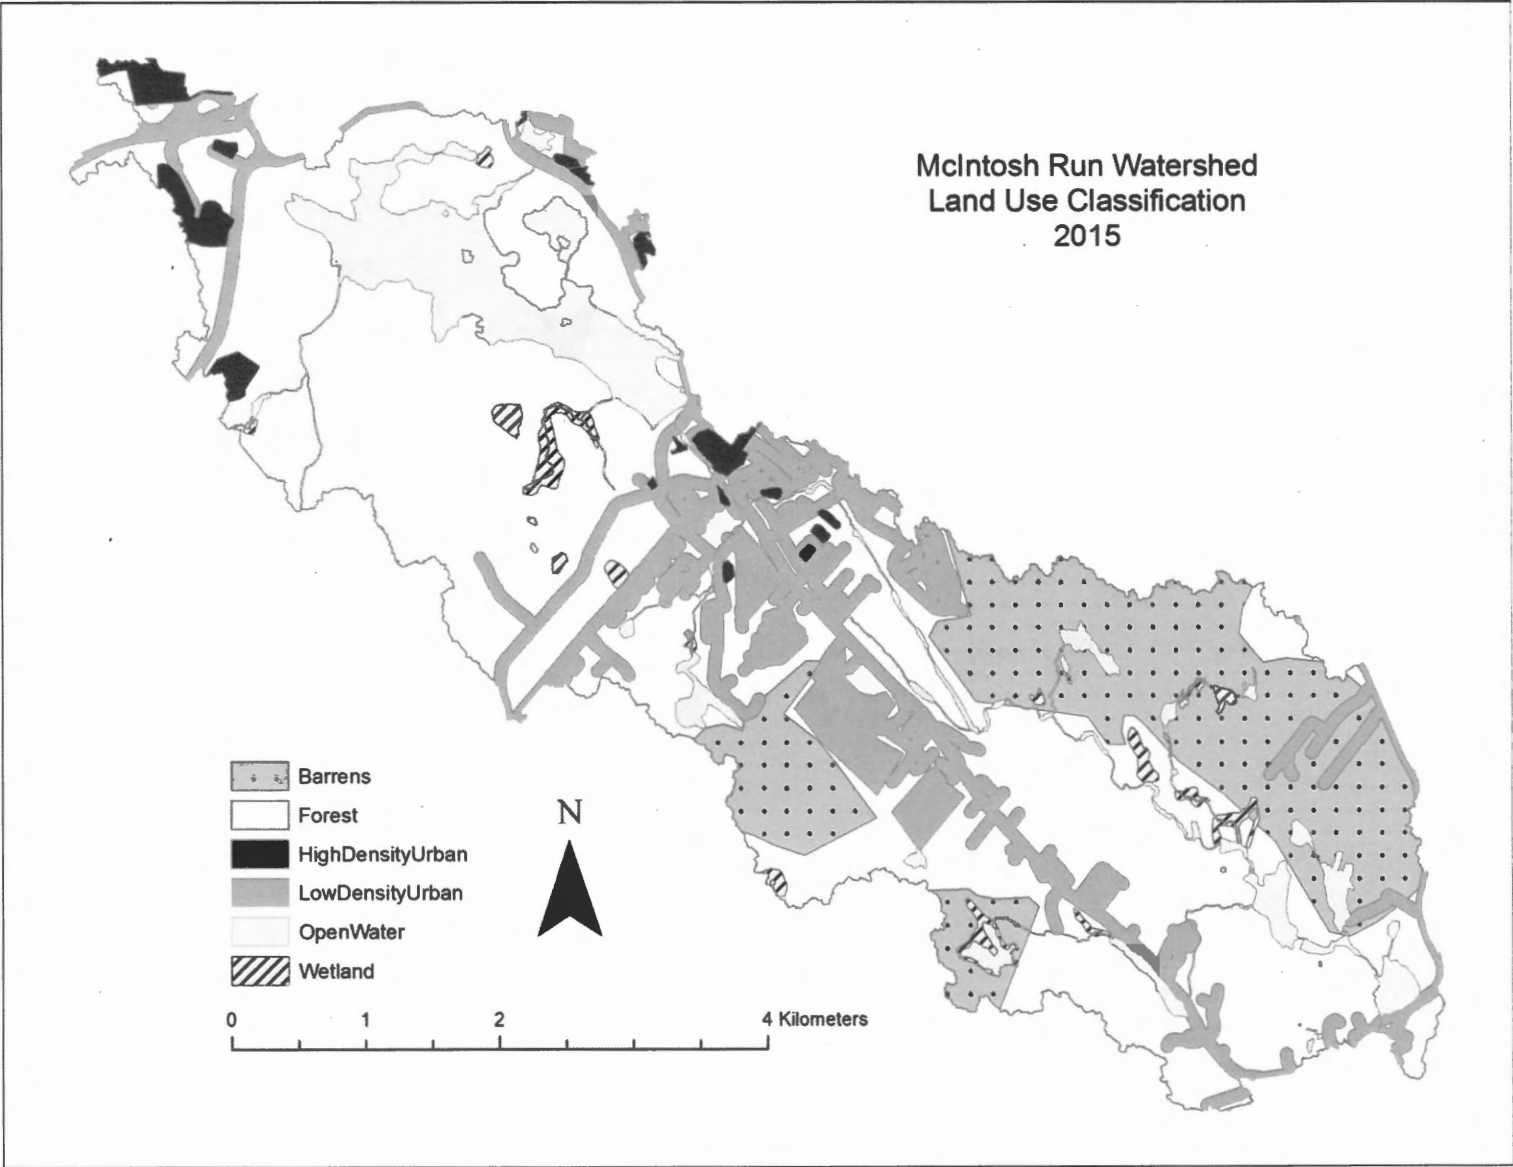 McIntosh Run Watershed
Land Use Classification
2015
Barrens
Forest
HighDensityUrban
LowDensityUrban
OpenWater
Wetland
N
0 1 2 4 Kilometers